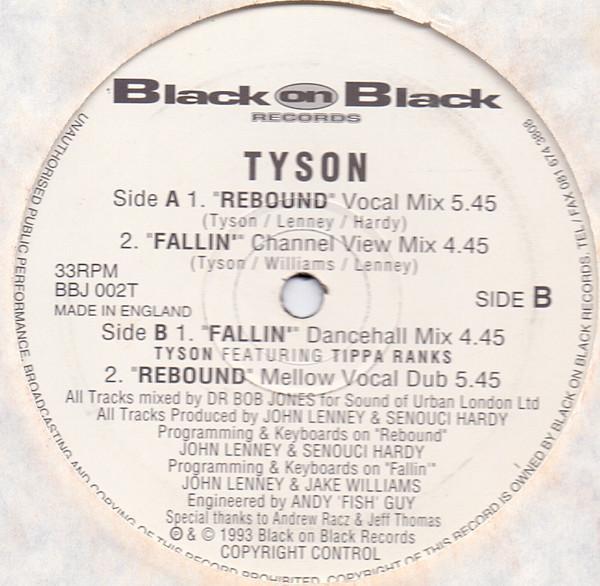 Black on Black
RECORDS
TYSON
Side A 1. "REBOUND" Vocal Mix 5.45
(Tyson / Lenney / Hardy)
2. "FALLIN'" Channel View Mix 4.45
(Tyson / Williams / Lenney)
33RPM
BBJ 002T
MADE IN ENGLAND
SIDE B
Side B 1. "FALLIN'" Dancehall Mix 4.45
TYSON FEATURING TIPPA RANKS
2. "REBOUND" Mellow Vocal Dub 5.45
All Tracks mixed by DR BOB JONES for Sound of Urban London Ltd
All Tracks Produced by JOHN LENNEY & SENOUCI HARDY
Programming & Keyboards on "Rebound"
JOHN LENNEY & SENOUCI HARDY
Programming & Keyboards on "Fallin'"
JOHN LENNEY & JAKE WILLIAMS
Engineered by ANDY 'FISH' GUY
Special thanks to Andrew Racz & Jeff Thomas
℗ & © 1993 Black on Black Records
COPYRIGHT CONTROL
UNAUTHORISED PUBLIC PERFORMANCE, BROADCASTING AND COPYING OF THIS RECORD PROHIBITED. COPYRIGHT OF THIS RECORD IS OWNED BY BLACK ON BLACK RECORDS. TEL/FAX 081 674 3808